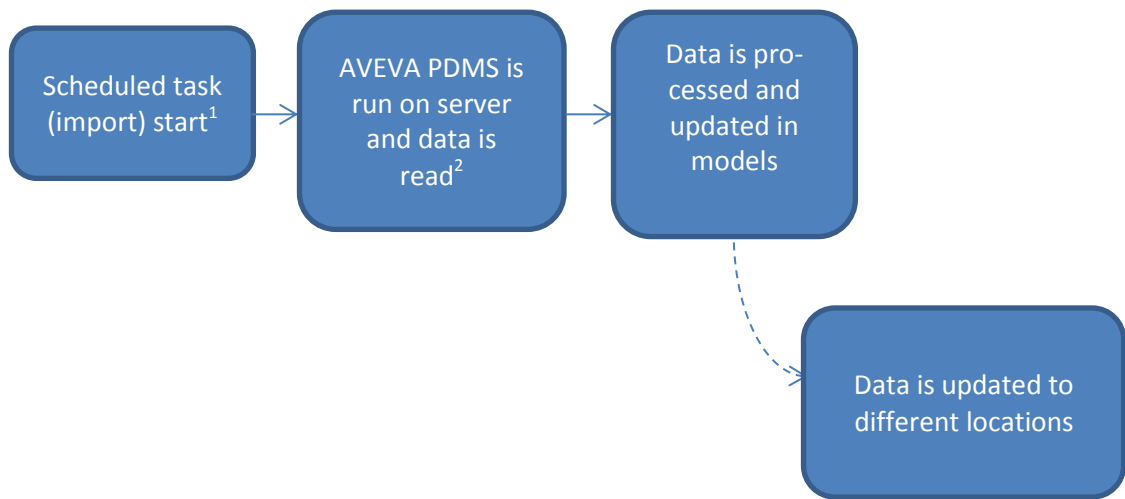 Scheduled task
(import) start¹
AVEVA PDMS is
run on server
and data is
read²
Data is pro-
cessed and
updated in
models
Data is updated to
different locations